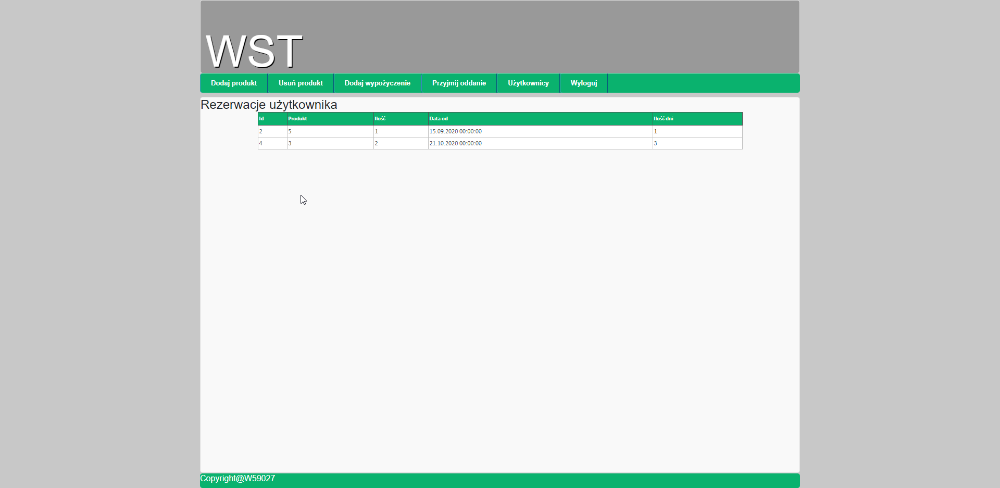 WST
Dodaj produkt Usuń produkt Dodaj wypożyczenie Przyjmij oddanie Użytkownicy Wyloguj
Rezerwacje użytkownika
Id Produkt Ilość Data od Ilość dni
2 5 1 15.09.2020 00:00:00 1
4 3 2 21.10.2020 00:00:00 3
Copyright@W59027